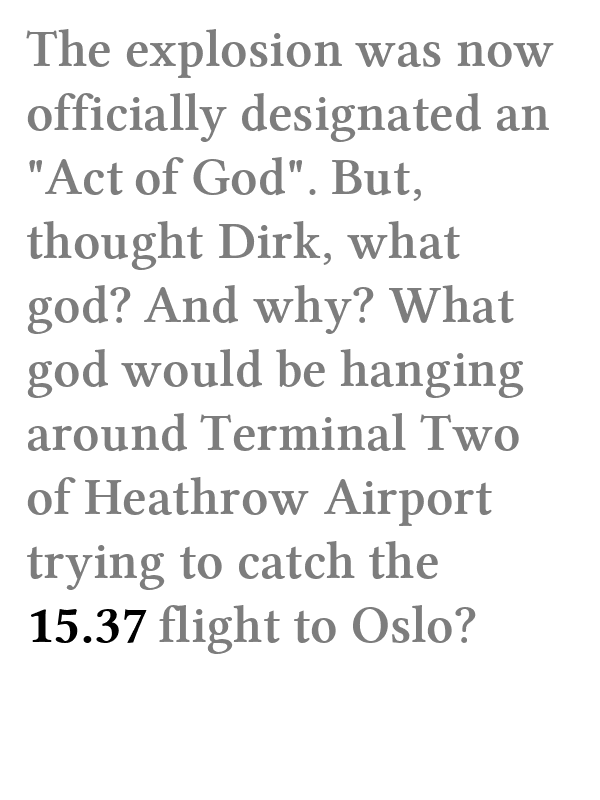 The explosion was now
officially designated an
"Act of God". But,
thought Dirk, what
god? And why? What
god would be hanging
around Terminal Two
of Heathrow Airport
trying to catch the
15.37 flight to Oslo?